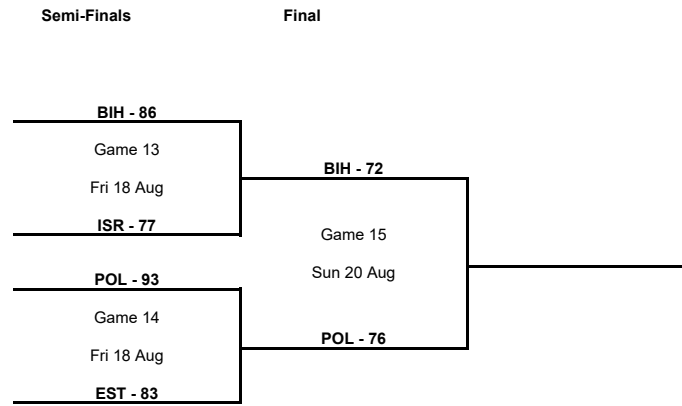 Semi-Finals
Final
BIH - 86
Game 13
Fri 18 Aug
ISR - 77
POL - 93
Game 14
Fri 18 Aug
EST - 83
BIH - 72
Game 15
Sun 20 Aug
POL - 76